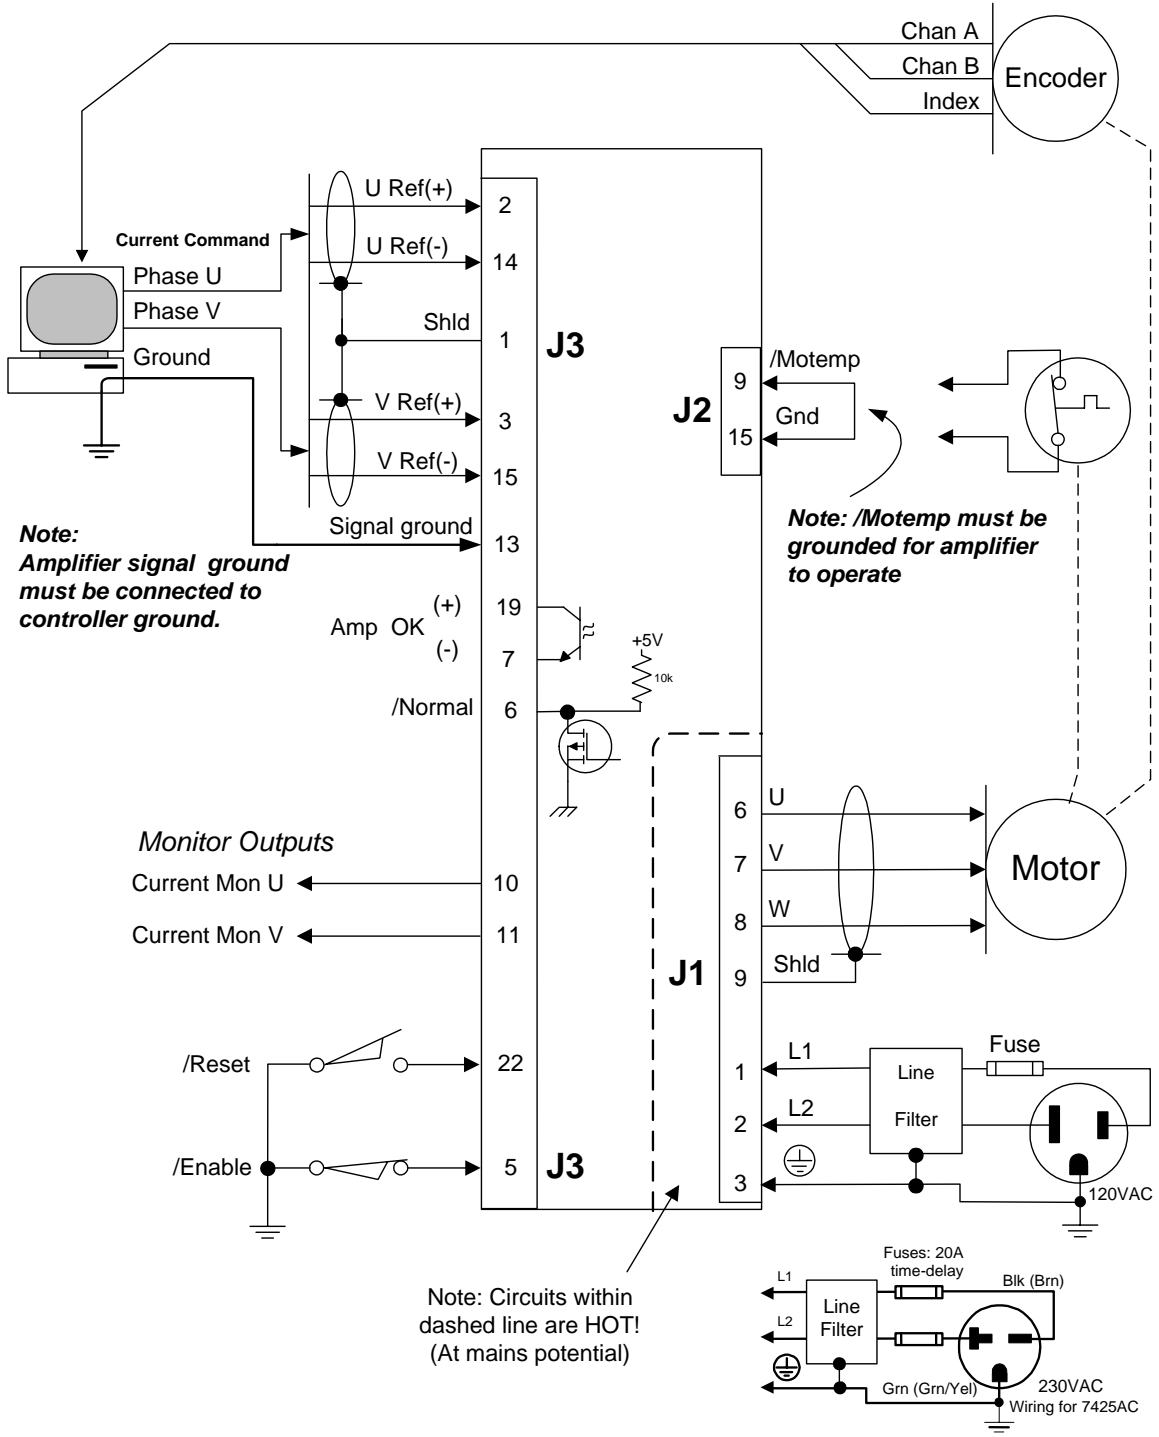 Chan A
Chan B
Index
Encoder
U Ref(+)
2
Current Command
U Ref(-)
14
Phase U
Phase V
Shld
1
J3
Ground
V Ref(+)
3
V Ref(-)
15
Signal ground
13
/Motemp
9
J2
Gnd
15
Note: /Motemp must be
grounded for amplifier
to operate
Note:
Amplifier signal ground
must be connected to
controller ground.
(+)
19
Amp OK
(-)
7
+5V
10k
/Normal
6
Monitor Outputs
Current Mon U
10
Current Mon V
11
6
U
7
V
8
W
9
Shld
J1
Motor
/Reset
22
/Enable
5
J3
1
L1
2
L2
3
Line
Filter
Fuse
120VAC
Note: Circuits within
dashed line are HOT!
(At mains potential)
Fuses: 20A
time-delay
L1
L2
Line
Filter
Blk (Brn)
Grn (Grn/Yel)
230VAC
Wiring for 7425AC